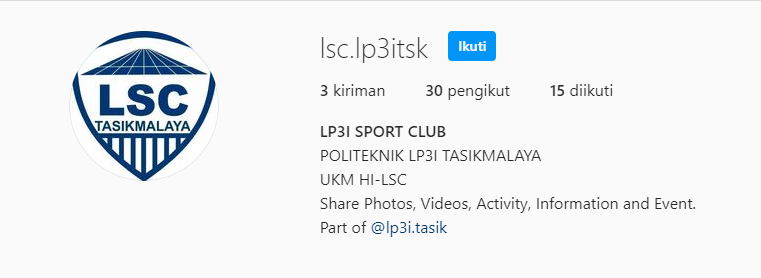 LSC
TASIKMALAYA
lsc.lp3itsk Ikuti
3 kiriman 30 pengikut 15 diikuti
LP3I SPORT CLUB
POLITEKNIK LP3I TASIKMALAYA
UKM HI-LSC
Share Photos, Videos, Activity, Information and Event.
Part of @lp3i.tasik